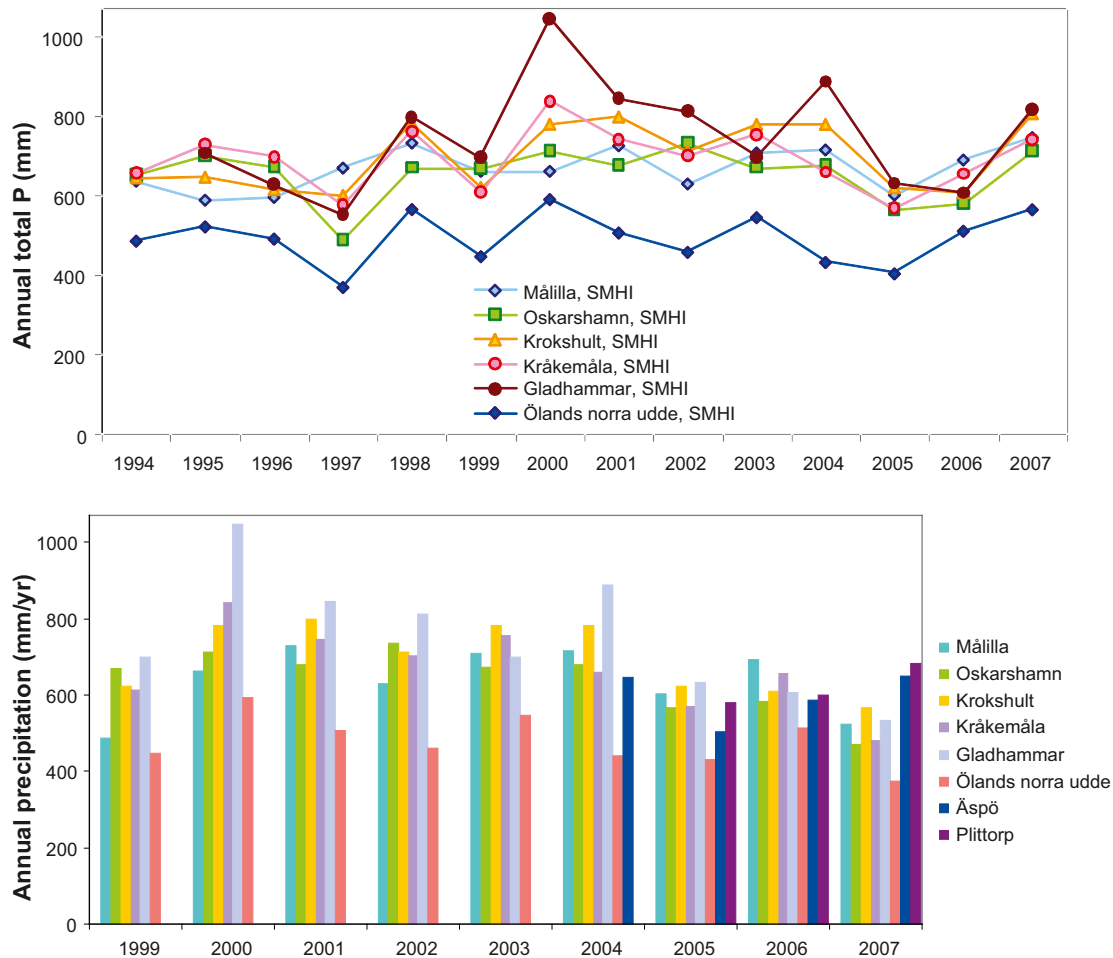 Annual total P (mm)
1000
800
600
400
200
0
Målilla, SMHI
Oskarshamn, SMHI
Krokshult, SMHI
Kråkemåla, SMHI
Gladhammar, SMHI
Ölands norra udde, SMHI
1994 1995 1996 1997 1998 1999 2000 2001 2002 2003 2004 2005 2006 2007
Annual precipitation (mm/yr)
1000
800
600
400
200
0
1999 2000 2001 2002 2003 2004 2005 2006 2007
Målilla
Oskarshamn
Krokshult
Kråkemåla
Gladhammar
Ölands norra udde
Äspö
Plittorp